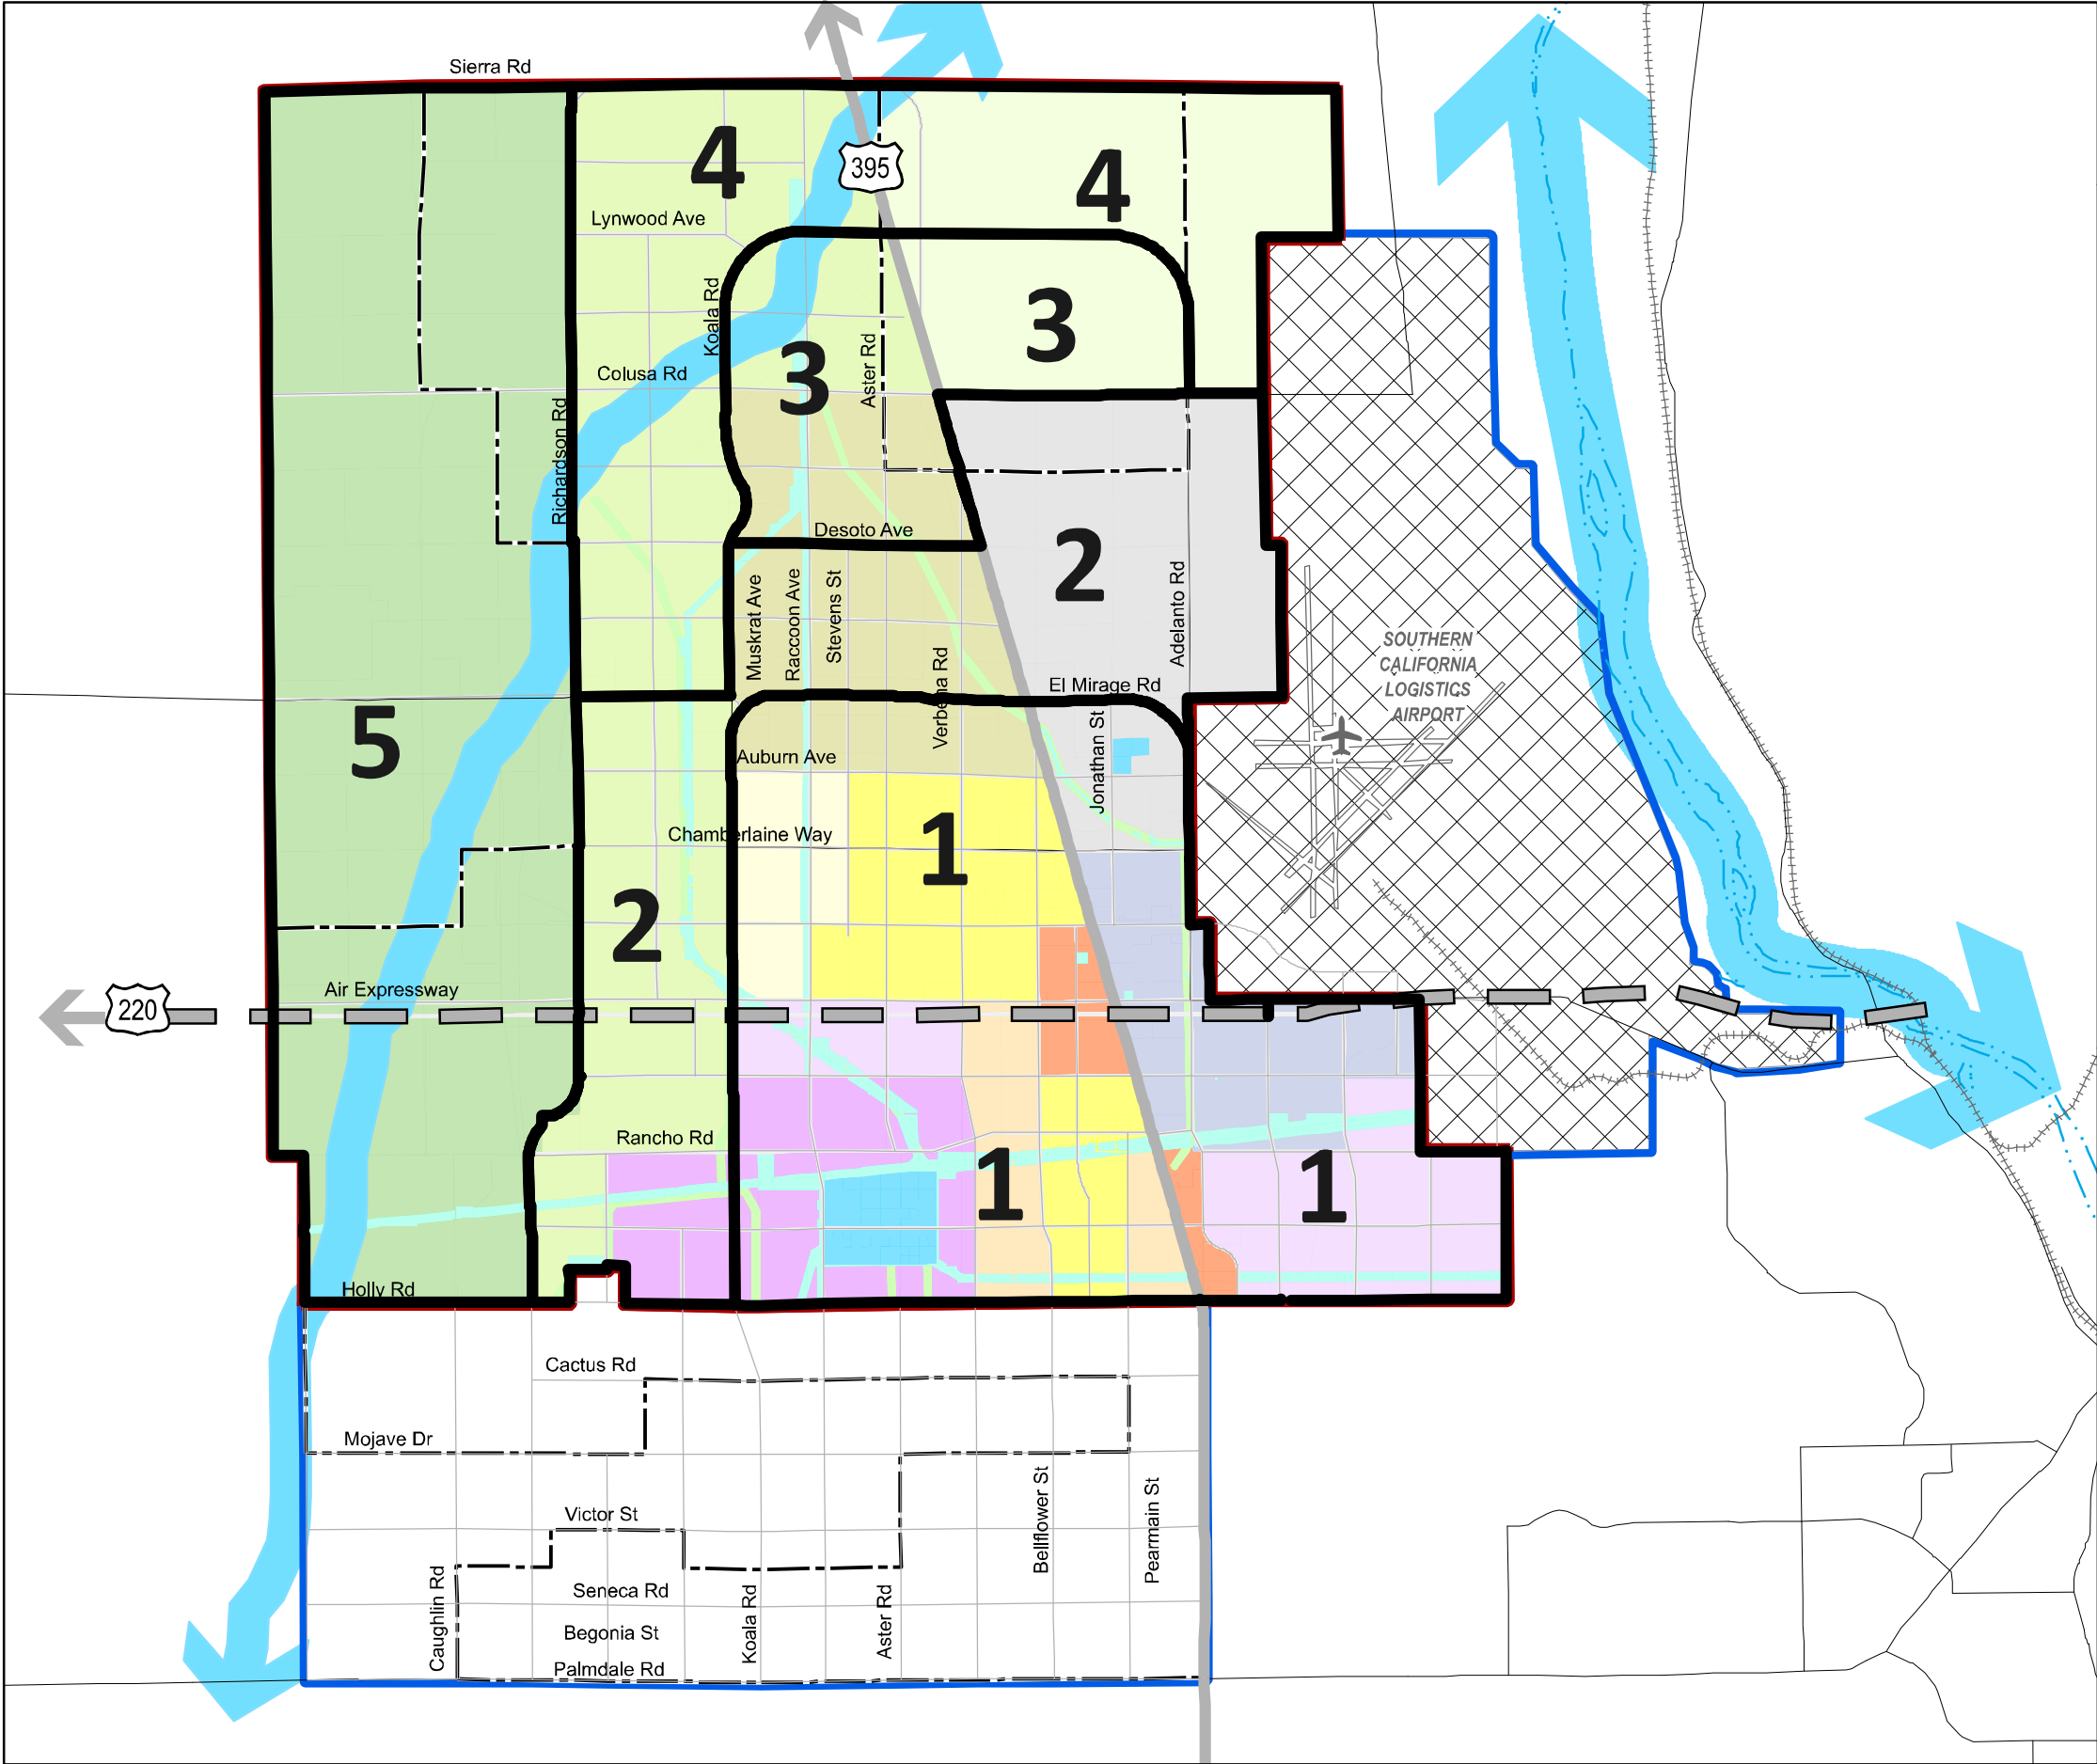 Sierra Rd
4
395
4
Lynwood Ave
Koala Rd
3
3
Aster Rd
Colusa Rd
Richardson Rd
Desoto Ave
2
Muskrat Ave
Raccoon Ave
Stevens St
Adelanto Rd
SOUTHERN
CALIFORNIA
LOGISTICS
AIRPORT
Verbena Rd
El Mirage Rd
5
Jonathan St
Auburn Ave
Chamberlaine Way
1
2
Air Expressway
220
Rancho Rd
1
1
Holly Rd
Cactus Rd
Mojave Dr
Victor St
Bellflower St
Pearmain St
Seneca Rd
Caughlin Rd
Koala Rd
Aster Rd
Begonia St
Palmdale Rd